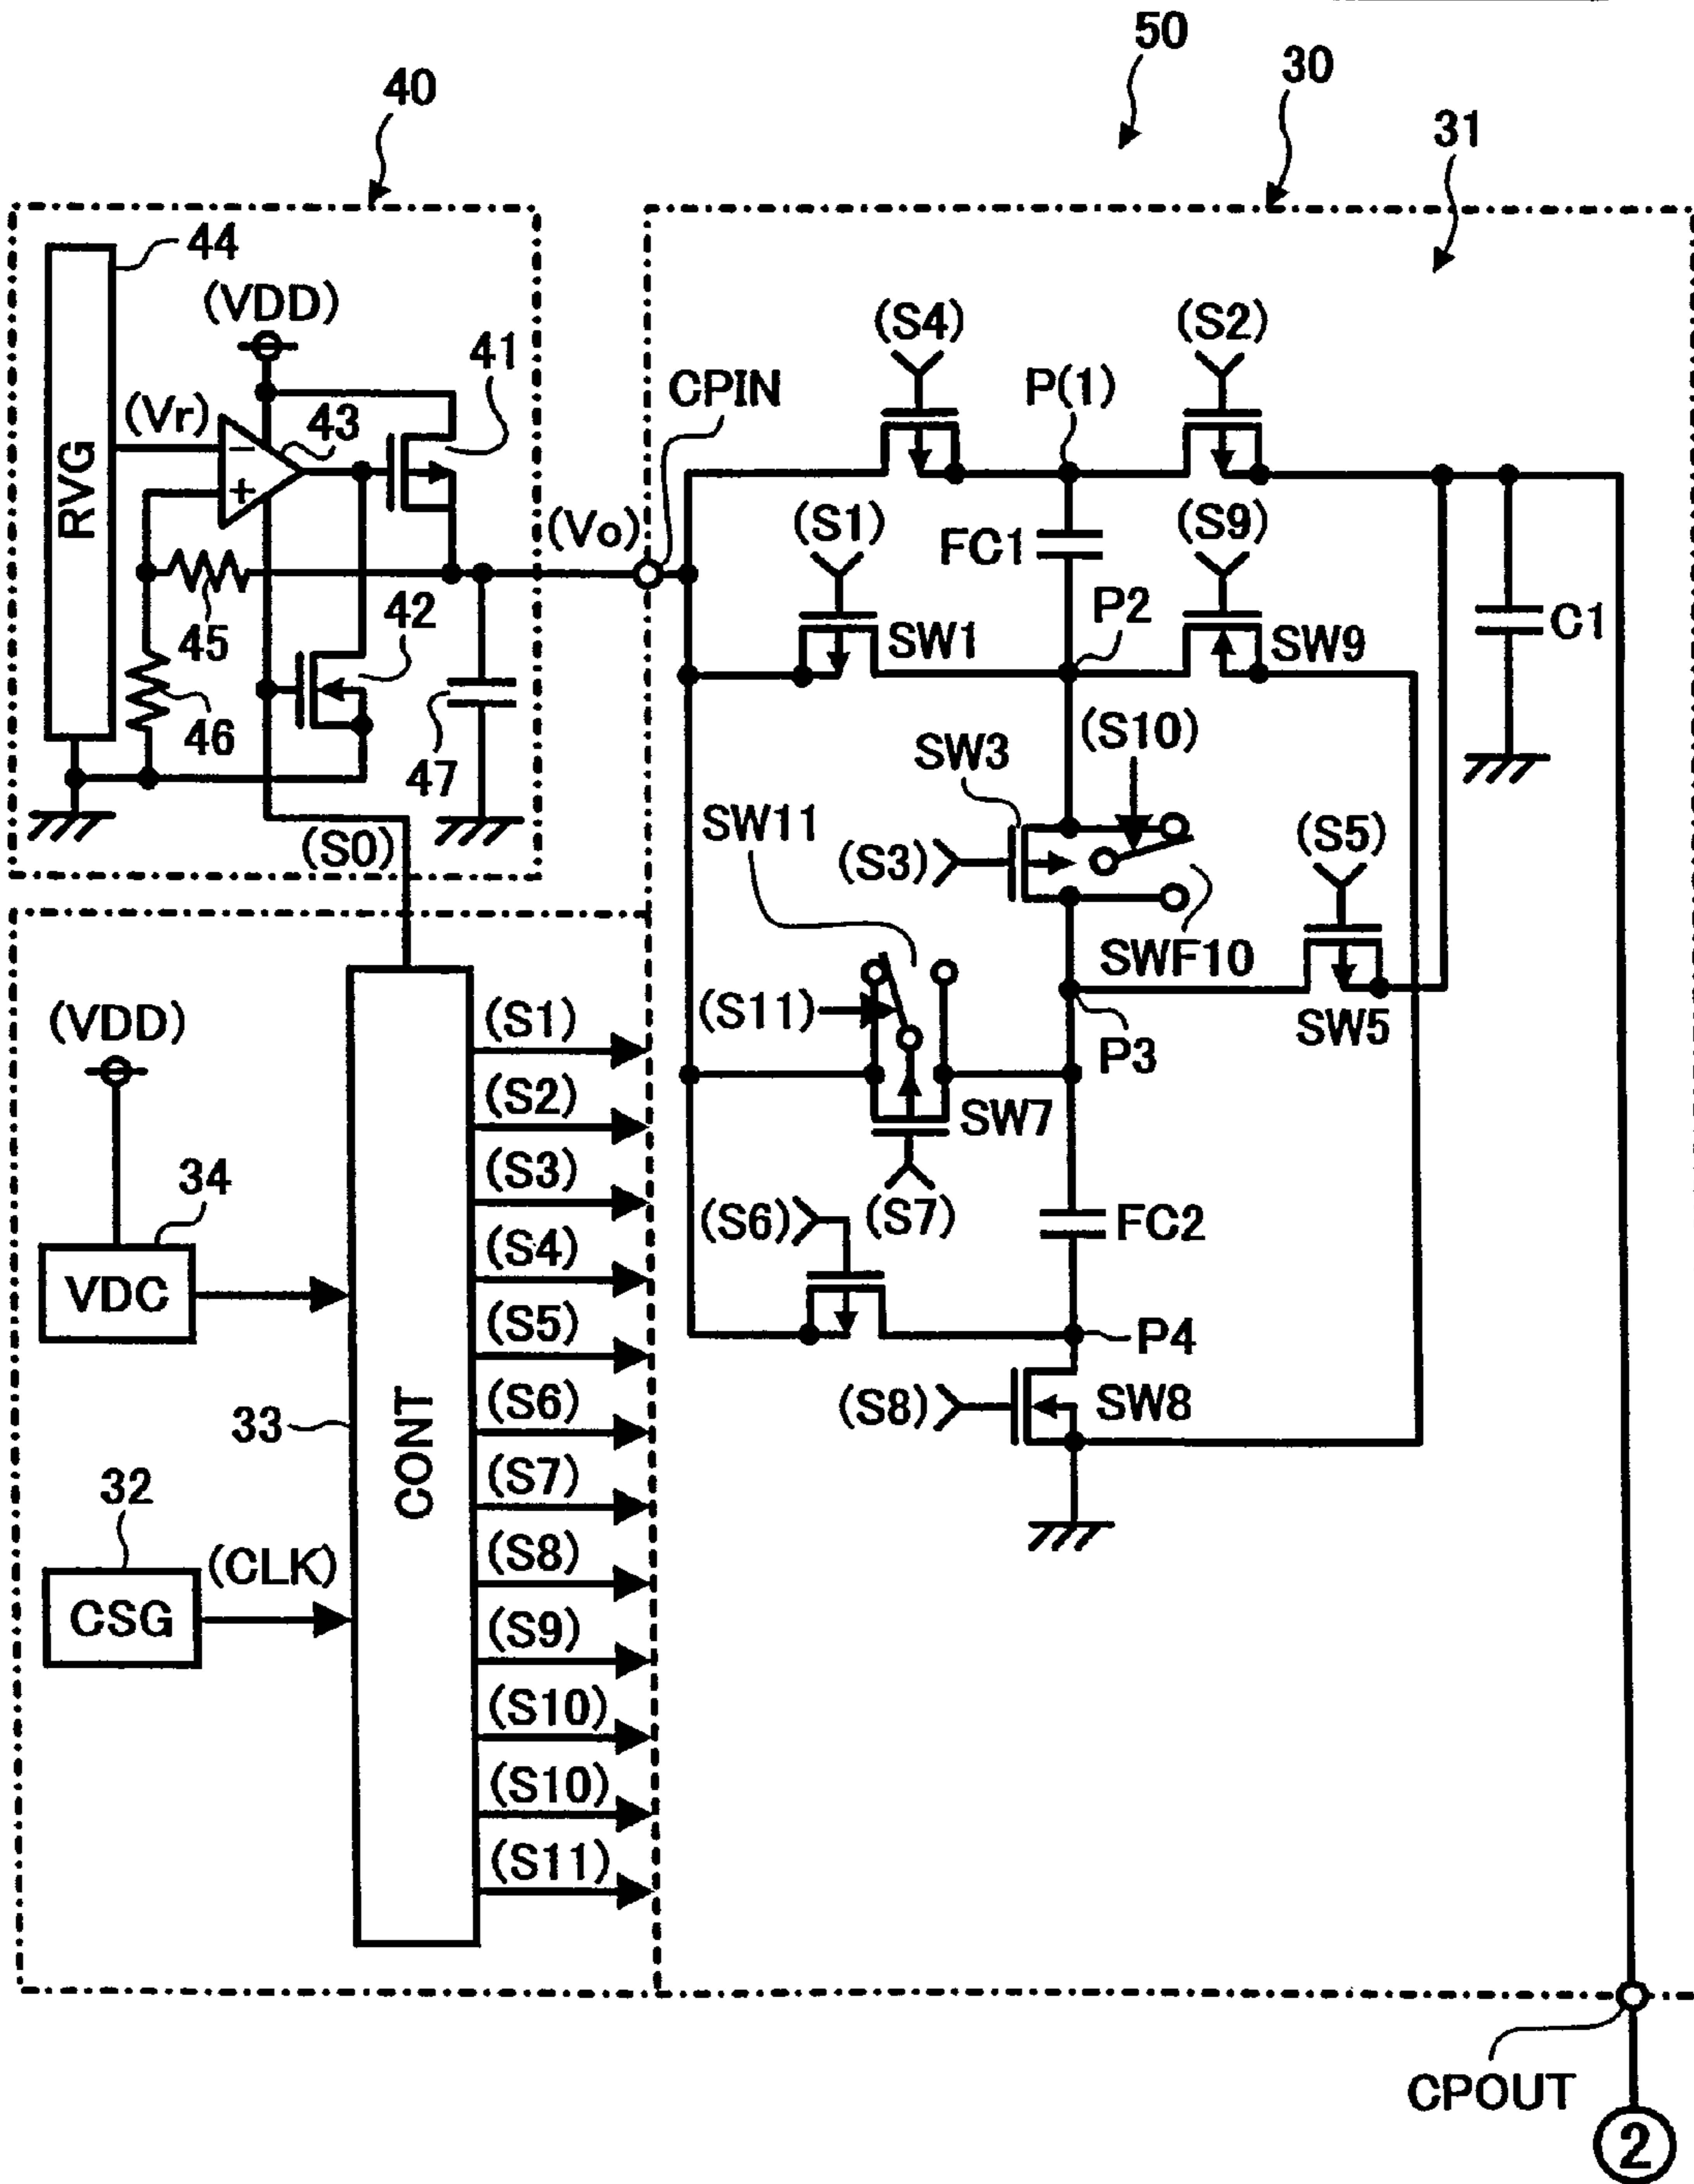 50
30
31
40
44
(VDD)
41
(Vr)
43
RVG
45
42
46
47
(Vo)
CPIN
(S0)
(S4)
P(1)
(S2)
(S1)
FC1
(S9)
SW1
P2
SW9
C1
SW3
(S10)
SW11
(S3)
(S5)
SWF10
(S11)
SW5
P3
SW7
(S7)
(S6)
FC2
P4
(S8)
SW8
(VDD)
34
VDC
33
CONT
32
CSG
(CLK)
(S1)
(S2)
(S3)
(S4)
(S5)
(S6)
(S7)
(S8)
(S9)
(S10)
(S10)
(S11)
CPOUT
2